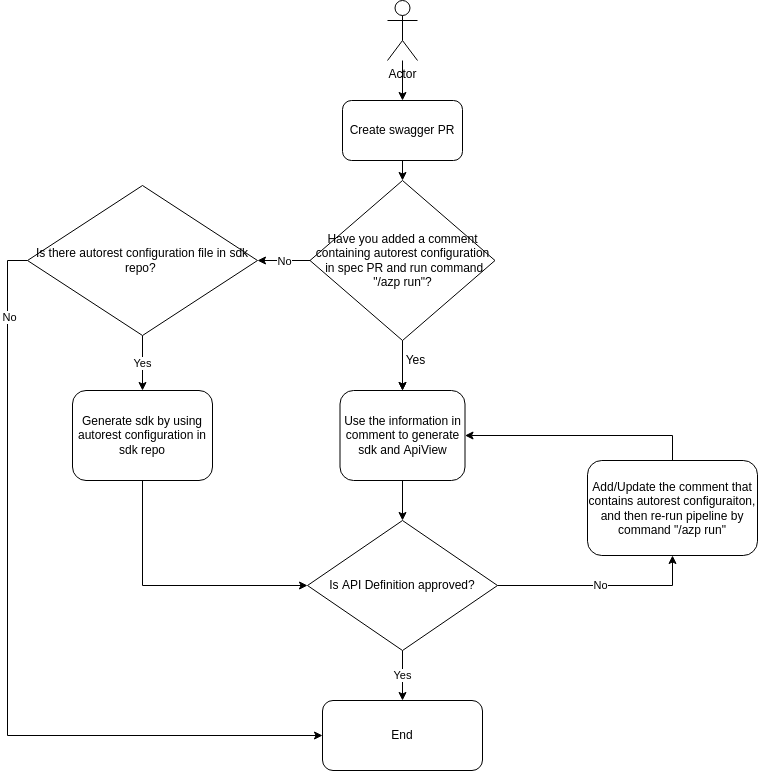 Actor
Create swagger PR
Have you added a comment
containing autorest configuration
in spec PR and run command
"/azp run"?
No
Is there autorest configuration file in sdk
repo?
No
Yes
Yes
Generate sdk by using
autorest configuration in
sdk repo
Use the information in
comment to generate
sdk and ApiView
Add/Update the comment that
contains autorest configuraiton,
and then re-run pipeline by
command "/azp run"
Is API Definition approved?
No
Yes
End